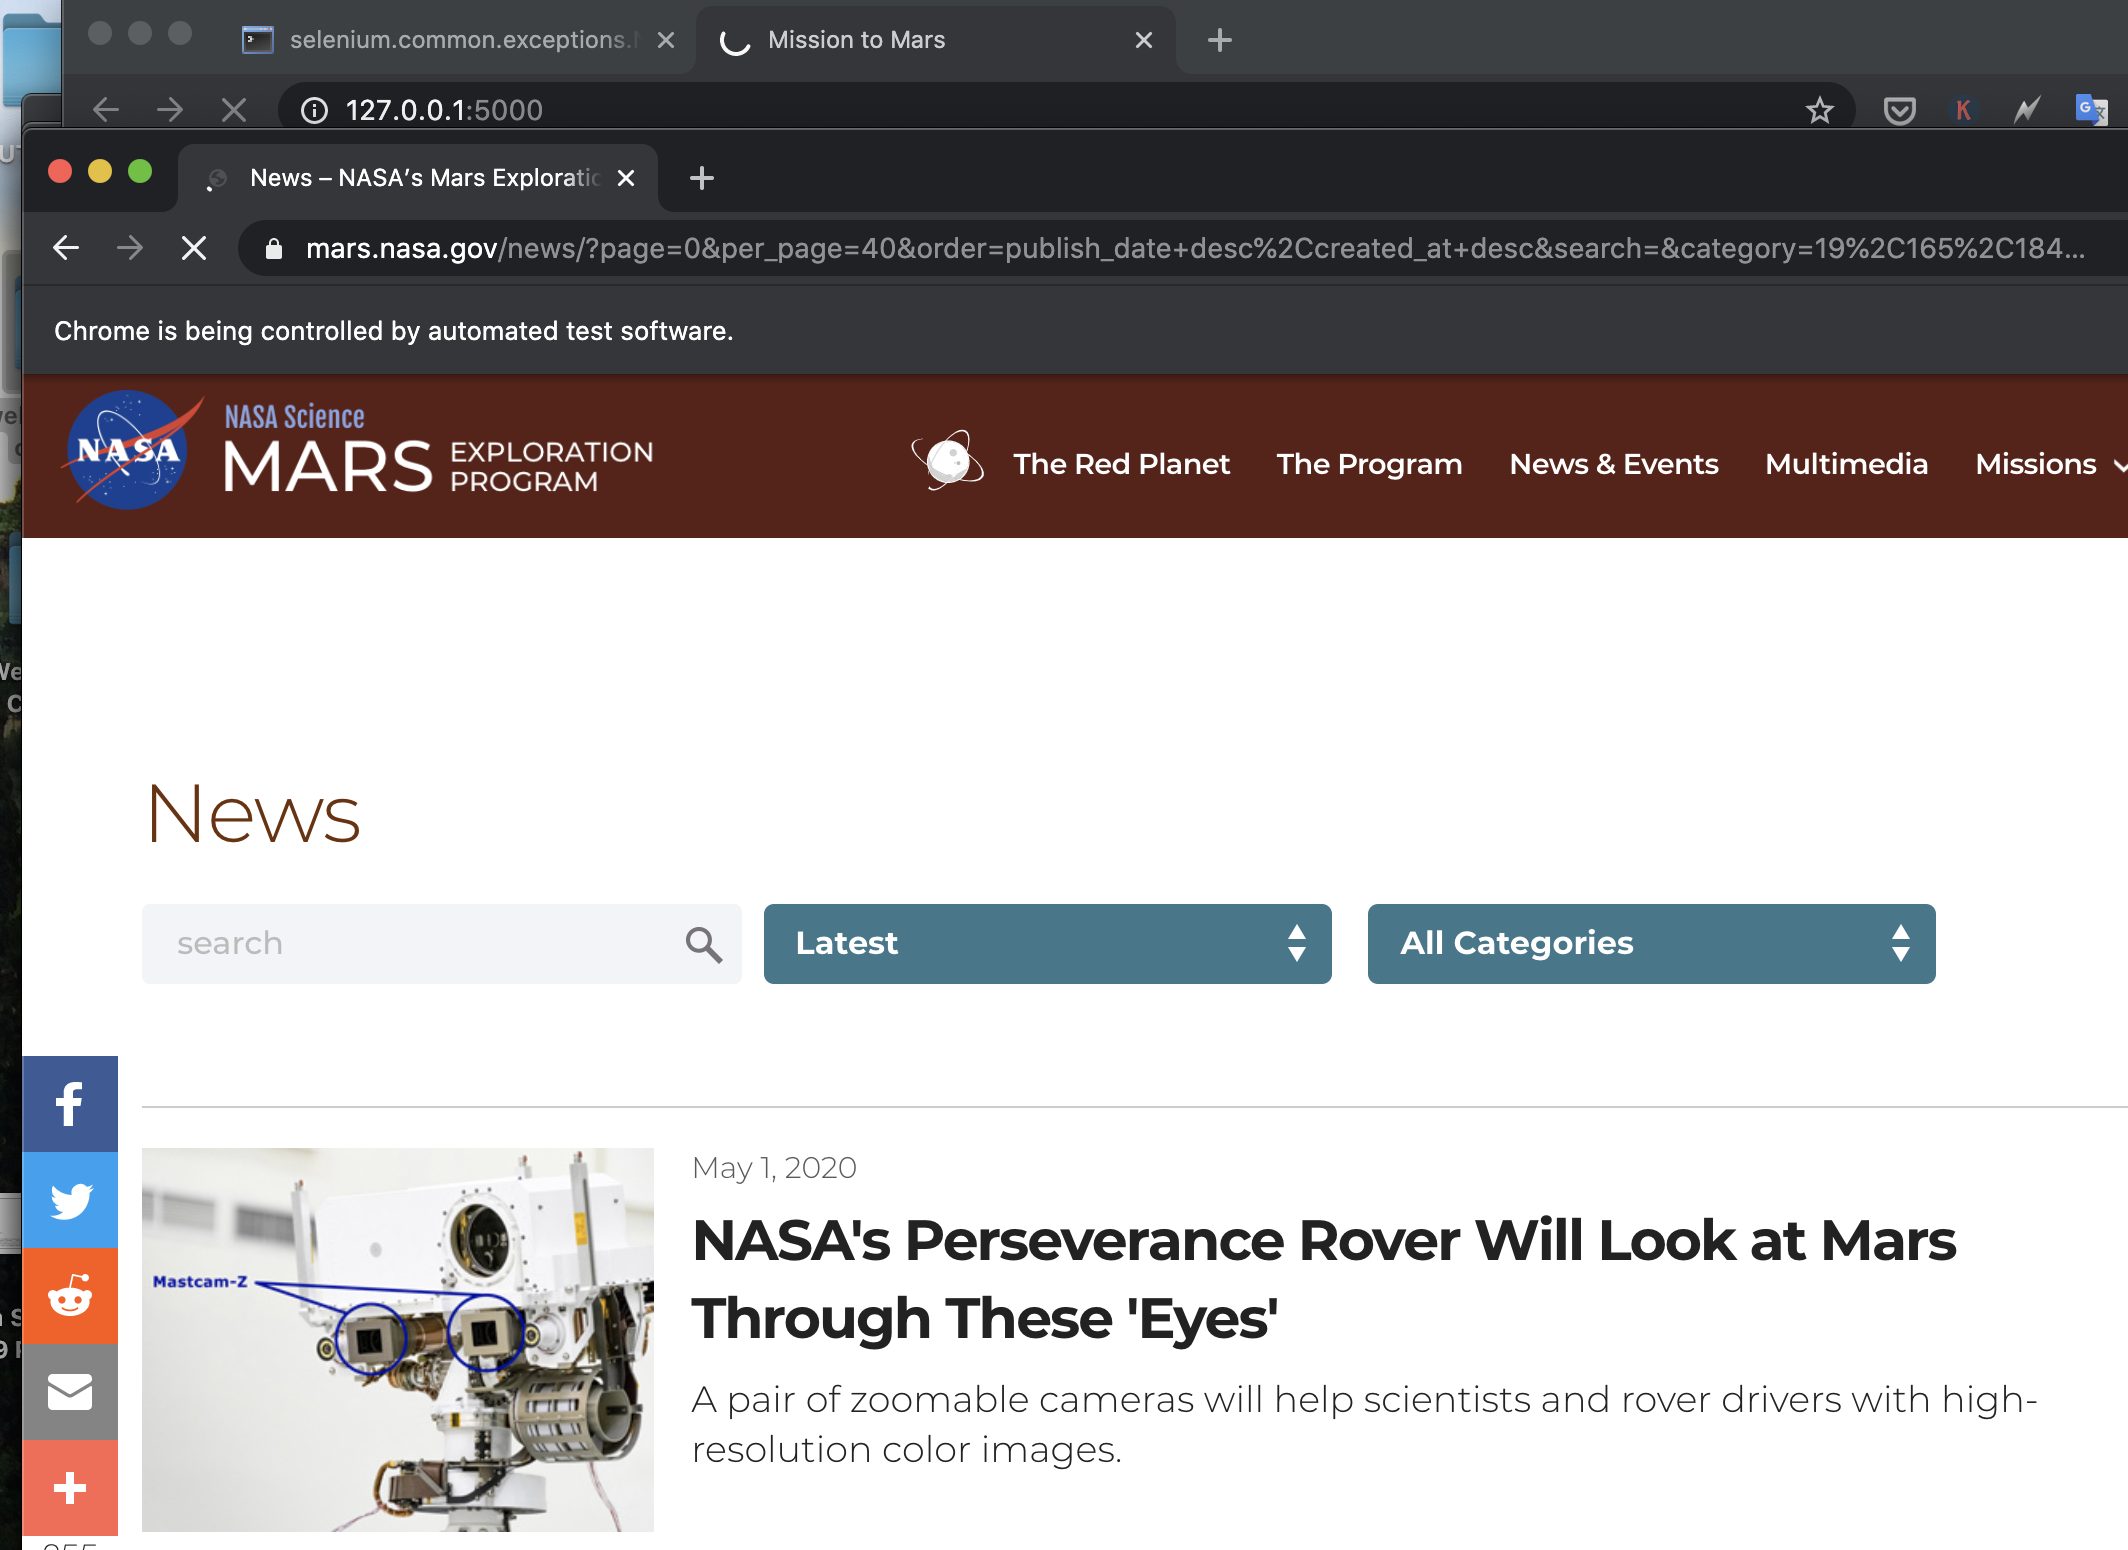 selenium.common.exceptions.
Mission to Mars
127.0.0.1:5000
News – NASA's Mars Exploratio
mars.nasa.gov/news/?page=0&per_page=40&order=publish_date+desc%2Ccreated_at+desc&search=&category=19%2C165%2C184...
Chrome is being controlled by automated test software.
NASA
NASA Science
MARS EXPLORATION
PROGRAM
The Red Planet The Program News & Events Multimedia Missions
News
search
Latest
All Categories
May 1, 2020
NASA's Perseverance Rover Will Look at Mars
Through These 'Eyes'
Mastcam-Z
A pair of zoomable cameras will help scientists and rover drivers with high-
resolution color images.